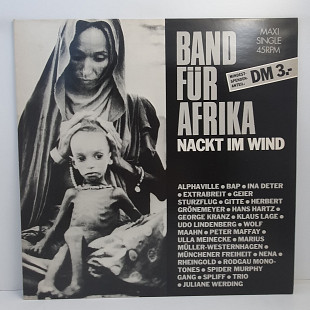 BAND
FÜR
AFRIKA
NACKT IM WIND
MAXI
SINGLE
45RPM
MINDEST-
SPENDEN-
ANTEIL:
DM 3.-
ALPHAVILLE • BAP • INA DETER
• EXTRABREIT • GEIER
STURZFLUG • GITTE • HERBERT
GRÖNEMEYER • HANS HARTZ •
GEORGE KRANZ • KLAUS LAGE •
UDO LINDENBERG • WOLF
MAAHN • PETER MAFFAY •
ULLA MEINECKE • MARIUS
MÜLLER-WESTERNHAGEN •
MÜNCHENER FREIHEIT • NENA •
RHEINGOLD • RODGAU MONO-
TONES • SPIDER MURPHY
GANG • SPLIFF • TRIO
• JULIANE WERDING